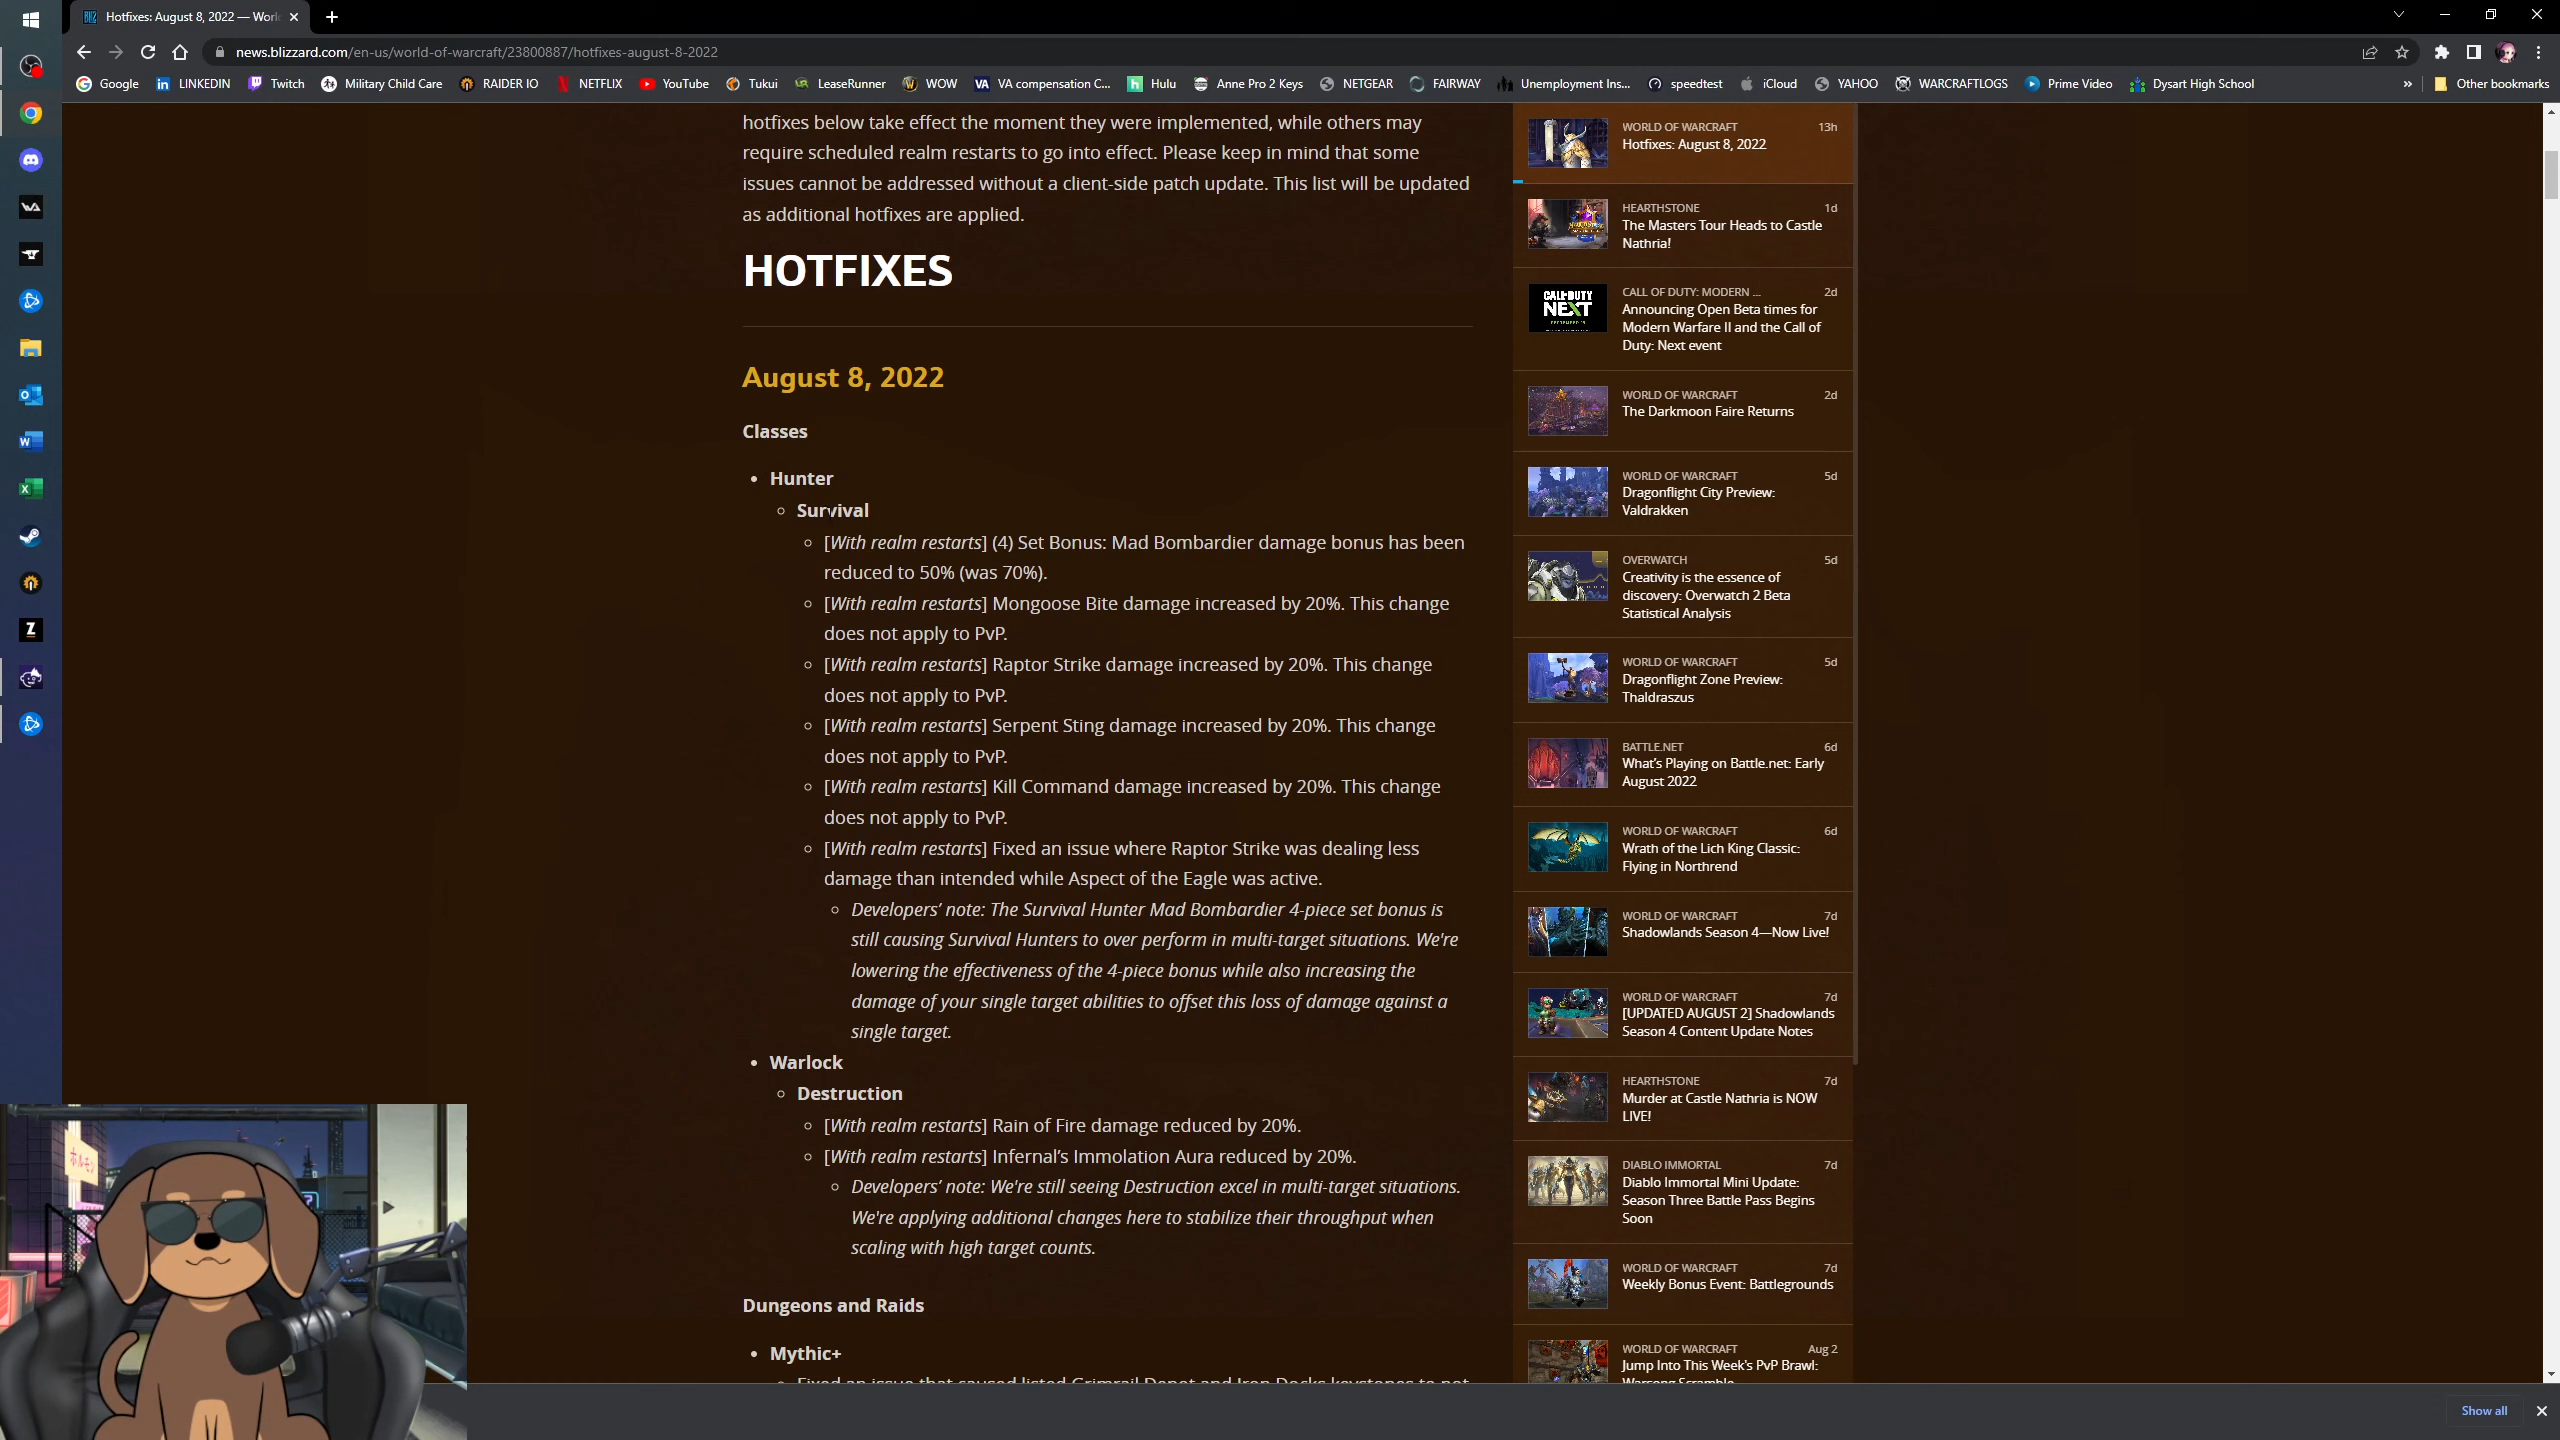 Hotfixes: August 8, 2022 — Worl
news.blizzard.com/en-us/world-of-warcraft/23800887/hotfixes-august-8-2022
Google
LINKEDIN
Twitch
Military Child Care
RAIDER IO
NETFLIX
YouTube
Tukui
LeaseRunner
WOW
VA compensation C...
Hulu
Anne Pro 2 Keys
NETGEAR
FAIRWAY
Unemployment Ins...
speedtest
iCloud
YAHOO
WARCRAFTLOGS
Prime Video
Dysart High School
»
Other bookmarks
hotfixes below take effect the moment they were implemented, while others may
require scheduled realm restarts to go into effect. Please keep in mind that some
issues cannot be addressed without a client-side patch update. This list will be updated
as additional hotfixes are applied.
HOTFIXES
August 8, 2022
Classes
• Hunter
Survival
[With realm restarts] (4) Set Bonus: Mad Bombardier damage bonus has been
reduced to 50% (was 70%).
[With realm restarts] Mongoose Bite damage increased by 20%. This change
does not apply to PvP.
[With realm restarts] Raptor Strike damage increased by 20%. This change
does not apply to PvP.
[With realm restarts] Serpent Sting damage increased by 20%. This change
does not apply to PvP.
[With realm restarts] Kill Command damage increased by 20%. This change
does not apply to PvP.
[With realm restarts] Fixed an issue where Raptor Strike was dealing less
damage than intended while Aspect of the Eagle was active.
Developers’ note: The Survival Hunter Mad Bombardier 4-piece set bonus is
still causing Survival Hunters to over perform in multi-target situations. We're
lowering the effectiveness of the 4-piece bonus while also increasing the
damage of your single target abilities to offset this loss of damage against a
single target.
• Warlock
Destruction
[With realm restarts] Rain of Fire damage reduced by 20%.
[With realm restarts] Infernal’s Immolation Aura reduced by 20%.
Developers’ note: We're still seeing Destruction excel in multi-target situations.
We're applying additional changes here to stabilize their throughput when
scaling with high target counts.
Dungeons and Raids
• Mythic+
Fixed an issue that caused listed Grimrail Depot and Iron Docks keystones to not
WORLD OF WARCRAFT 13h
Hotfixes: August 8, 2022
HEARTHSTONE 1d
The Masters Tour Heads to Castle
Nathria!
CALL OF DUTY
NEXT
CALL OF DUTY: MODERN ... 2d
Announcing Open Beta times for
Modern Warfare II and the Call of
Duty: Next event
WORLD OF WARCRAFT 2d
The Darkmoon Faire Returns
WORLD OF WARCRAFT 5d
Dragonflight City Preview:
Valdrakken
OVERWATCH 5d
Creativity is the essence of
discovery: Overwatch 2 Beta
Statistical Analysis
WORLD OF WARCRAFT 5d
Dragonflight Zone Preview:
Thaldraszus
BATTLE.NET 6d
What’s Playing on Battle.net: Early
August 2022
WORLD OF WARCRAFT 6d
Wrath of the Lich King Classic:
Flying in Northrend
WORLD OF WARCRAFT 7d
Shadowlands Season 4—Now Live!
WORLD OF WARCRAFT 7d
[UPDATED AUGUST 2] Shadowlands
Season 4 Content Update Notes
HEARTHSTONE 7d
Murder at Castle Nathria is NOW
LIVE!
DIABLO IMMORTAL 7d
Diablo Immortal Mini Update:
Season Three Battle Pass Begins
Soon
WORLD OF WARCRAFT 7d
Weekly Bonus Event: Battlegrounds
WORLD OF WARCRAFT Aug 2
Jump Into This Week's PvP Brawl:
Warsong Scramble
ホルモン
Show all